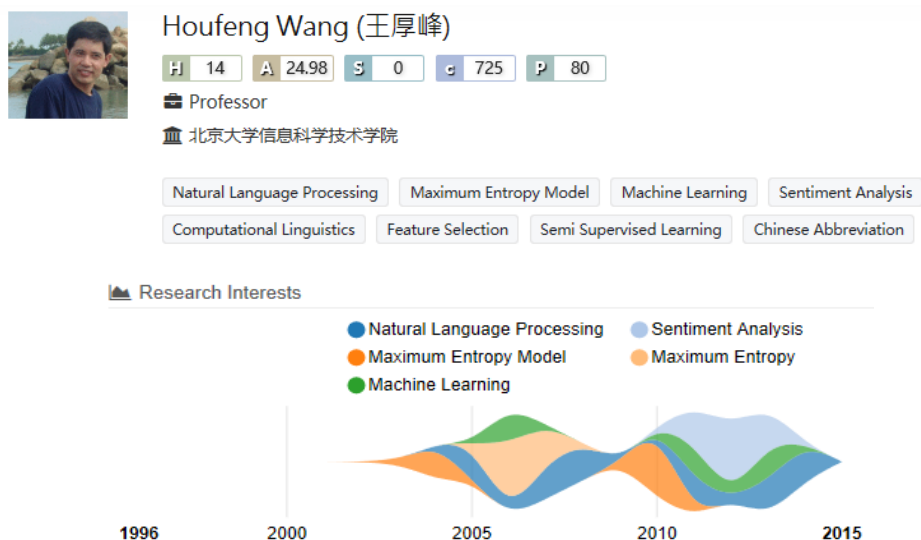 Houfeng Wang (王厚峰)
H 14 A 24.98 S 0 c 725 P 80
Professor
北京大学信息科学技术学院
Natural Language Processing Maximum Entropy Model Machine Learning Sentiment Analysis
Computational Linguistics Feature Selection Semi Supervised Learning Chinese Abbreviation
Research Interests
Natural Language Processing Sentiment Analysis
Maximum Entropy Model Maximum Entropy
Machine Learning
1996 2000 2005 2010 2015